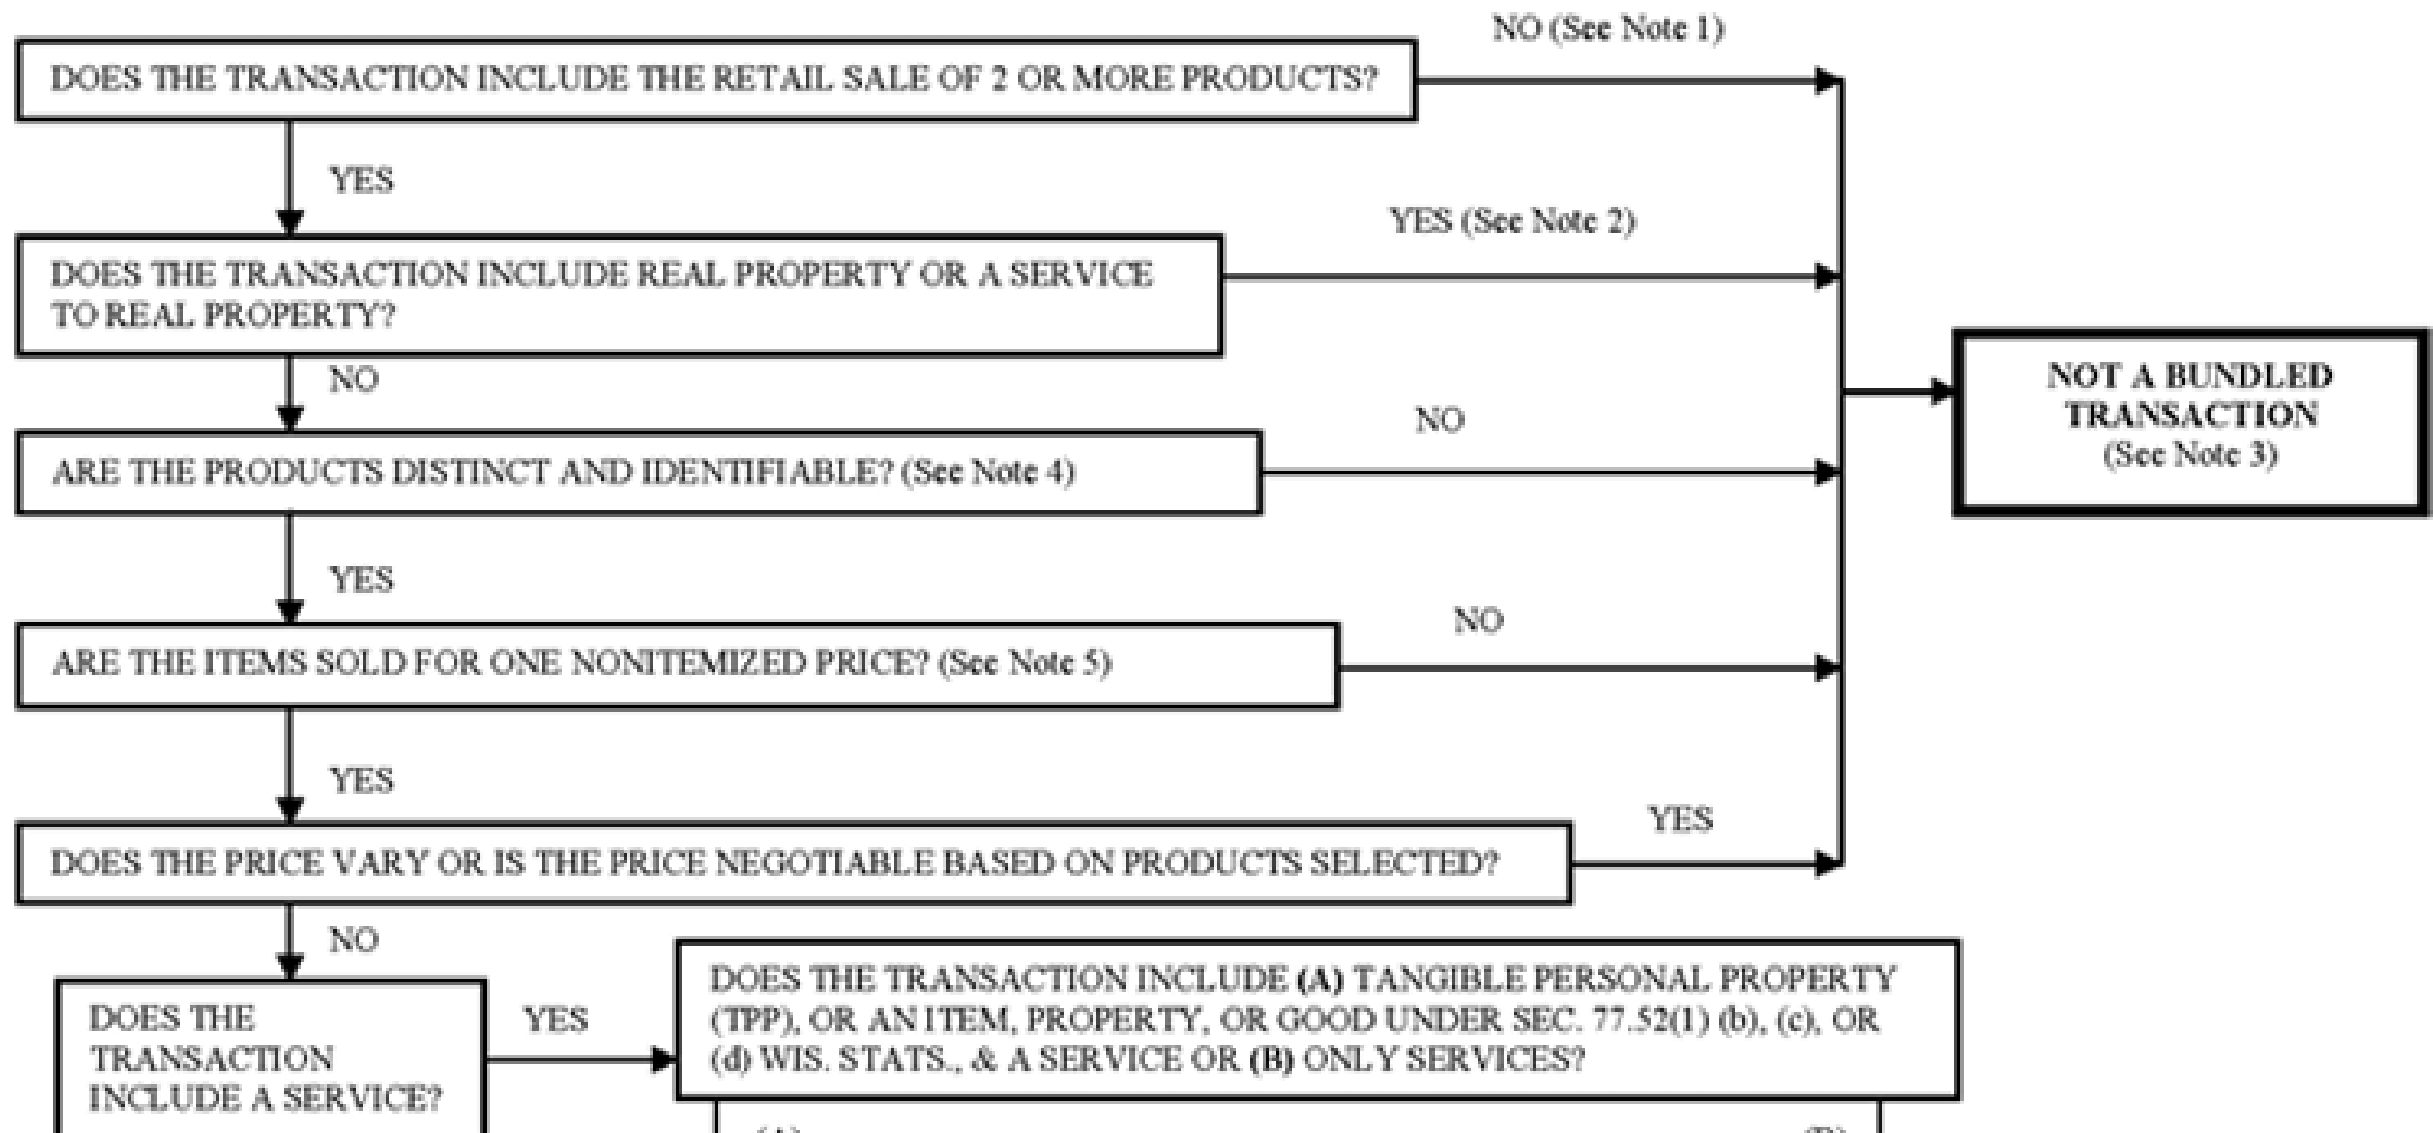 NO (See Note 1)
DOES THE TRANSACTION INCLUDE THE RETAIL SALE OF 2 OR MORE PRODUCTS?
YES
YES (See Note 2)
DOES THE TRANSACTION INCLUDE REAL PROPERTY OR A SERVICE
TO REAL PROPERTY?
NO
NOT A BUNDLED
TRANSACTION
(See Note 3)
NO
ARE THE PRODUCTS DISTINCT AND IDENTIFIABLE? (See Note 4)
YES
NO
ARE THE ITEMS SOLD FOR ONE NONITEMIZED PRICE? (See Note 5)
YES
YES
DOES THE PRICE VARY OR IS THE PRICE NEGOTIABLE BASED ON PRODUCTS SELECTED?
NO
DOES THE
TRANSACTION
INCLUDE A SERVICE?
YES
DOES THE TRANSACTION INCLUDE (A) TANGIBLE PERSONAL PROPERTY
(TPP), OR AN ITEM, PROPERTY, OR GOOD UNDER SEC. 77.52(1) (b), (c), OR
(d) WIS. STATS., & A SERVICE OR (B) ONLY SERVICES?